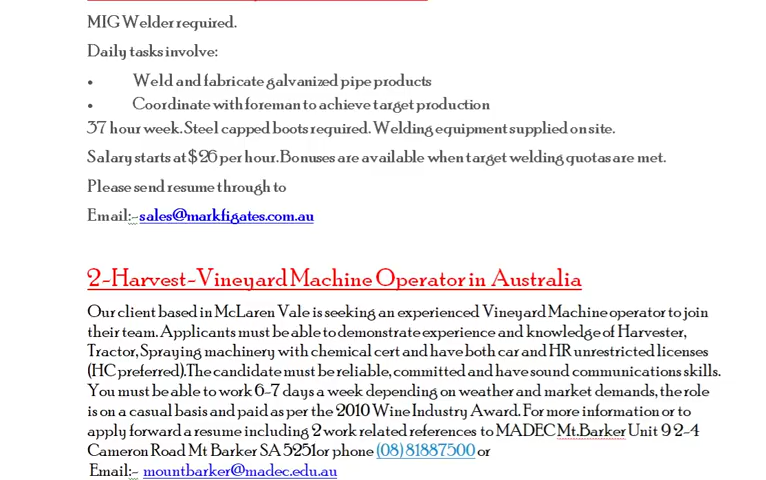 MIG Welder required.
Daily tasks involve:
• Weld and fabricate galvanized pipe products
• Coordinate with foreman to achieve target production
37 hour week. Steel capped boots required. Welding equipment supplied on site.
Salary starts at $26 per hour. Bonuses are available when target welding quotas are met.
Please send resume through to
Email:- sales@markfigates.com.au
2-Harvest-Vineyard Machine Operator in Australia
Our client based in McLaren Vale is seeking an experienced Vineyard Machine operator to join
their team. Applicants must be able to demonstrate experience and knowledge of Harvester,
Tractor, Spraying machinery with chemical cert and have both car and HR unrestricted licenses
(HC preferred).The candidate must be reliable, committed and have sound communications skills.
You must be able to work 6-7 days a week depending on weather and market demands, the role
is on a casual basis and paid as per the 2010 Wine Industry Award. For more information or to
apply forward a resume including 2 work related references to MADEC Mt.Barker Unit 9 2-4
Cameron Road Mt Barker SA 5251or phone (08) 81887500 or
Email:- mountbarker@madec.edu.au